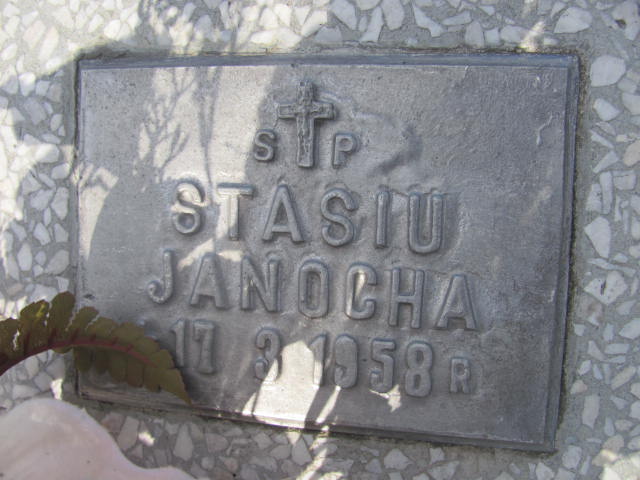 S P
STASIU
JANOCHA
17 3 1958 R